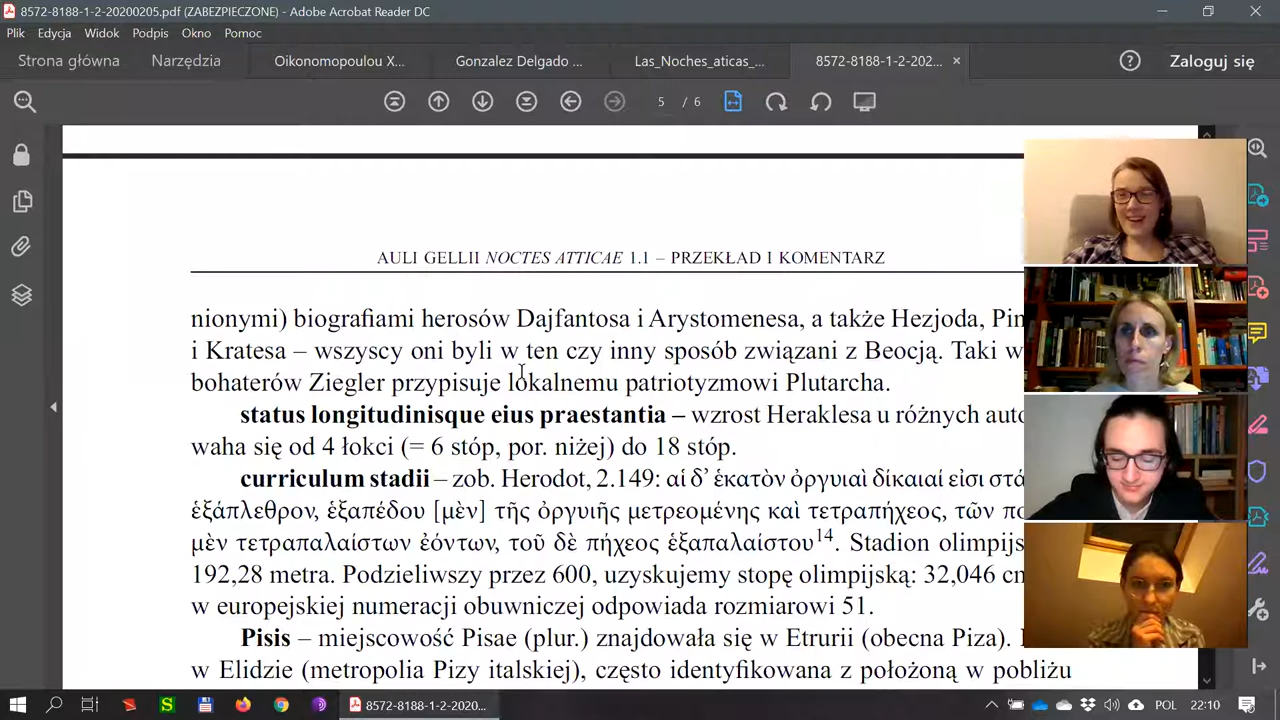 8572-8188-1-2-20200205.pdf (ZABEZPIECZONE) - Adobe Acrobat Reader DC
Plik Edycja Widok Podpis Okno Pomoc
Strona główna Narzędzia Oikonomopoulou X... Gonzalez Delgado ... Las_Noches_aticas_... 8572-8188-1-2-202... × Zaloguj się
5 / 6
AULI GELLII NOCTES ATTICAE 1.1 – PRZEKŁAD I KOMENTARZ
nionymi) biografiami herosów Dajfantosa i Arystomenesa, a także Hezjoda, Pin
i Kratesa – wszyscy oni byli w ten czy inny sposób związani z Beocją. Taki w
bohaterów Ziegler przypisuje lokalnemu patriotyzmowi Plutarcha.
status longitudinisque eius praestantia – wzrost Heraklesa u różnych auto
waha się od 4 łokci (= 6 stóp, por. niżej) do 18 stóp.
curriculum stadii – zob. Herodot, 2.149: αἱ δ’ ἑκατὸν ὀργυιαὶ δίκαιαί εἰσι στά
ἑξάπλεθρον, ἑξαπέδου [μὲν] τῆς ὀργυιῆς μετρεομένης καὶ τετραπήχεος, τῶν πο
μὲν τετραπαλαίστων ἐόντων, τοῦ δὲ πήχεος ἑξαπαλαίστου14. Stadion olimpijs
192,28 metra. Podzieliwszy przez 600, uzyskujemy stopę olimpijską: 32,046 cm
w europejskiej numeracji obuwniczej odpowiada rozmiarowi 51.
Pisis – miejscowość Pisae (plur.) znajdowała się w Etrurii (obecna Piza).
w Elidzie (metropolia Pizy italskiej), często identyfikowana z położoną w pobliżu
8572-8188-1-2-2020... POL 22:10